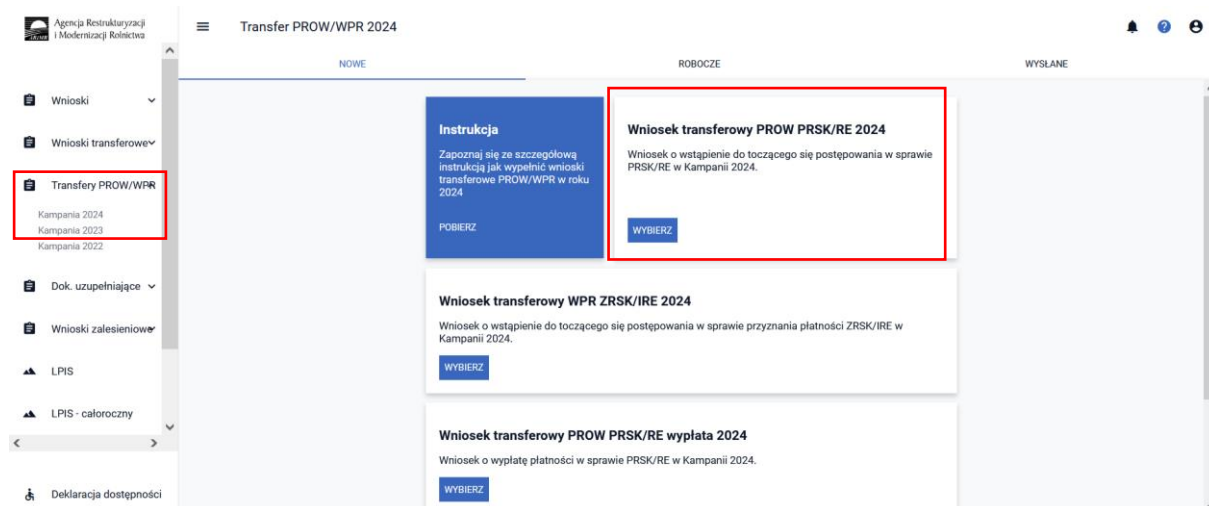 Agencja Restrukturyzacji
i Modernizacji Rolnictwa
Transfer PROW/WPR 2024
NOWE
ROBOCZE
WYSŁANE
Wnioski
Wnioski transferowe
Transfery PROW/WPR
Kampania 2024
Kampania 2023
Kampania 2022
Dok. uzupełniające
Wnioski zalesieniowe
LPIS
LPIS - całoroczny
Deklaracja dostępności
Instrukcja
Zapoznaj się ze szczegółową
instrukcją jak wypełnić wnioski
transferowe PROW/WPR w roku
2024
POBIERZ
Wniosek transferowy PROW PRSK/RE 2024
Wniosek o wstąpienie do toczącego się postępowania w sprawie
PRSK/RE w Kampanii 2024.
WYBIERZ
Wniosek transferowy WPR ZRSK/IRE 2024
Wniosek o wstąpienie do toczącego się postępowania w sprawie przyznania płatności ZRSK/IRE w
Kampanii 2024.
WYBIERZ
Wniosek transferowy PROW PRSK/RE wypłata 2024
Wniosek o wypłatę płatności w sprawie PRSK/RE w Kampanii 2024.
WYBIERZ